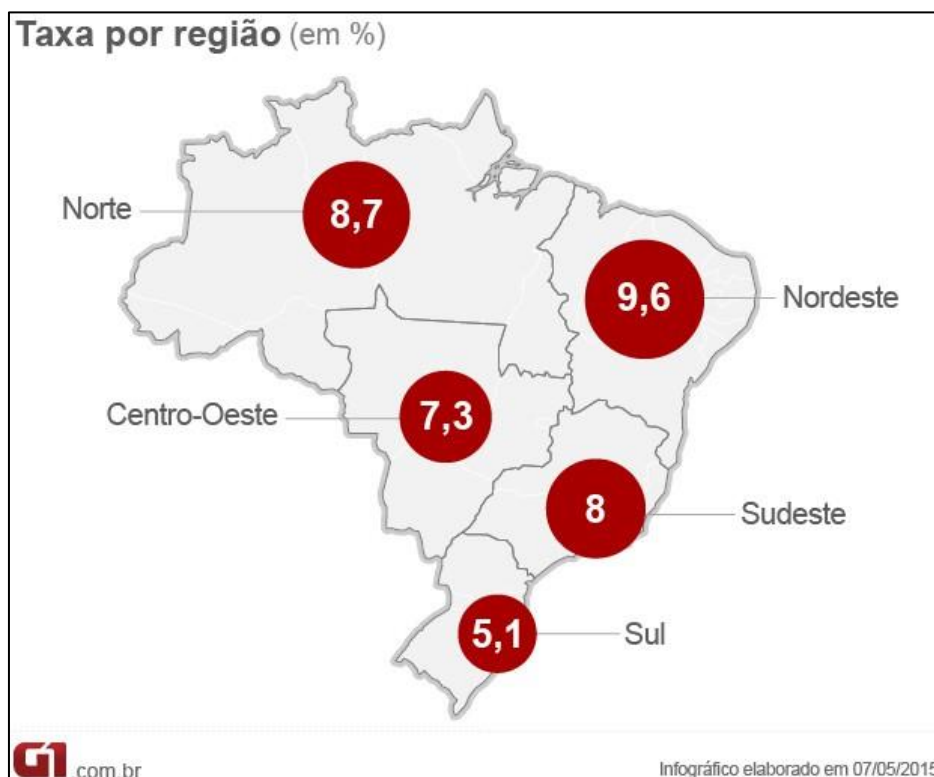 Taxa por região (em %)
Norte
8,7
9,6
Nordeste
Centro-Oeste
7,3
8
Sudeste
5,1
Sul
G1 .com.br
Infográfico elaborado em 07/05/2015